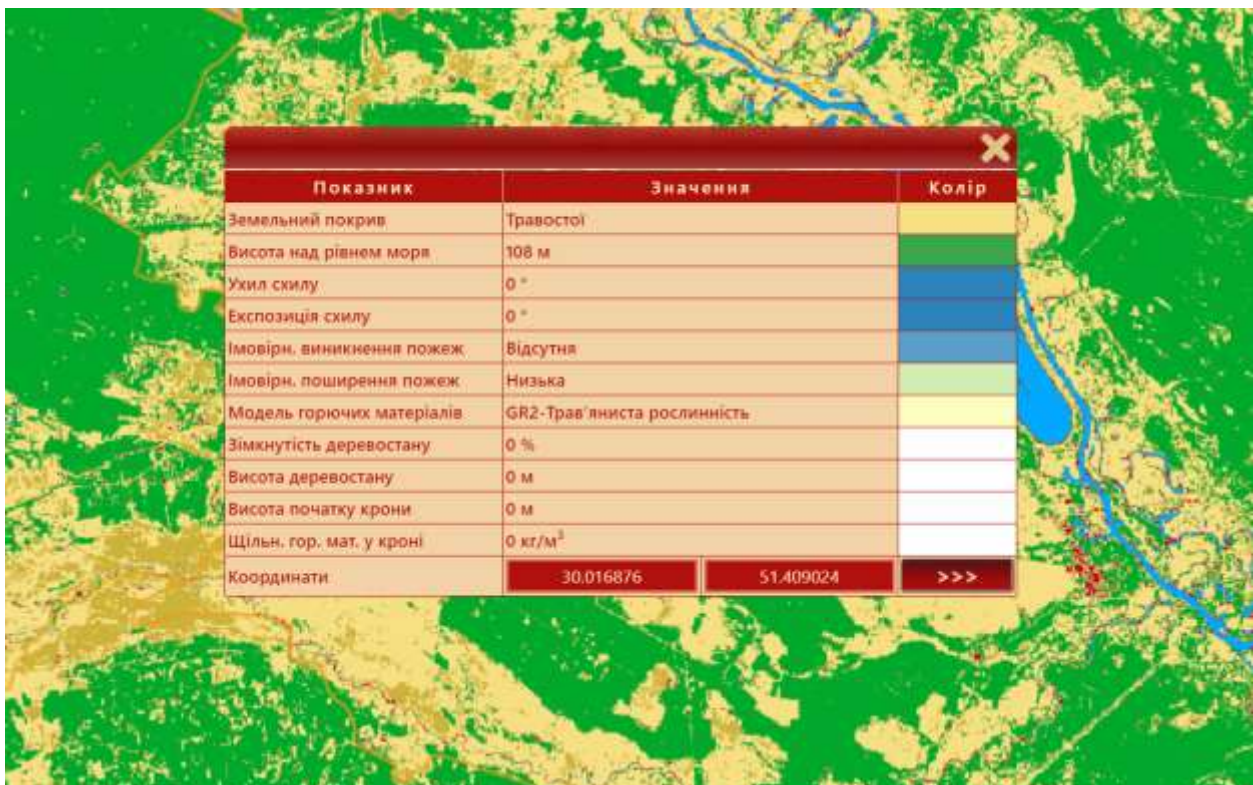 Показник Значення Колір
Земельний покрив Травостої
Висота над рівнем моря 108 м
Ухил схилу 0 °
Експозиція схилу 0 °
Імовірн. виникнення пожеж Відсутня
Імовірн. поширення пожеж Низька
Модель горючих матеріалів GR2-Трав'яниста рослинність
Зімкнутість деревостану 0 %
Висота деревостану 0 м
Висота початку крони 0 м
Щільн. гор. мат. у кроні 0 кг/м³
Координати 30.016876 51.409024 >>>